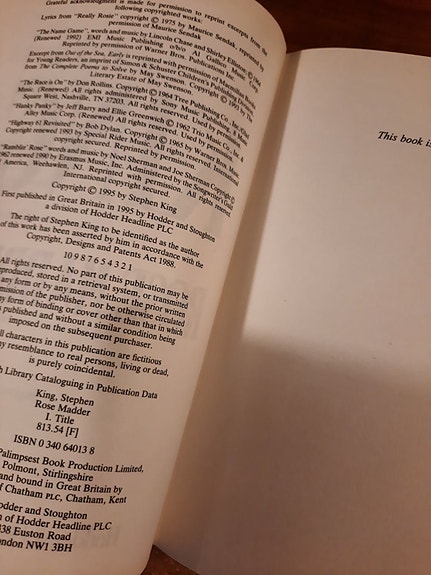 Grateful acknowledgment is made for permission to reprint excerpts from the
following copyrighted works:
Lyrics from "Really Rosie" copyright © 1975 by Maurice Sendak, reprinted by
permission of Maurice Sendak
"The Name Game", words and music by Lincoln Chase and Shirley Elliston
(Renewed 1992) EMI Music Publishing o/b/o Al Gallico Music Corp.
Reprinted by permission of Warner Bros. Publications Inc.
Excerpt from Out of the Sea, Early is reprinted with permission of Macmillan Books
for Young Readers, an imprint of Simon & Schuster Children's Publishing
from The Complete Poems to Solve by May Swenson. Copyright © 1993 by The
Literary Estate of May Swenson.
"The Race is On" by Don Rollins. Copyright © 1964 Tree Publishing Co., Inc.
Music (Renewed) All rights administered by Sony Music
Square West, Nashville, TN 37203. All rights reserved. Used by
"Hanky Panky" by Jeff Barry and Ellie Greenwich © 1962 Trio Music Co., Inc. &
Alley Music Corp. (Renewed) All rights reserved. Used by permission.
"Highway 61 Revisited" by Bob Dylan. Copyright © 1965 by Warner Bros. Music
Copyright renewed 1993 by Special Rider Music. All rights reserved. International
copyright secured. Reprinted by permission.
"Ramblin' Rose" words and music by Noel Sherman and Joe Sherman Copyright ©
1962 renewed 1990 by Erasmus Music, Inc. Administered by the Songwriter's Guild
of America, Weehawken, NJ. Reprinted with permission. International
copyright secured. All rights reserved.
Copyright © 1995 by Stephen King
First published in Great Britain in 1995 by Hodder and Stoughton
a division of Hodder Headline PLC
The right of Stephen King to be identified as the author
of this work has been asserted by him in accordance with the
Copyright, Designs and Patents Act 1988.
10 9 8 7 6 5 4 3 2 1
All rights reserved. No part of this publication may be
reproduced, stored in a retrieval system, or transmitted
any form or by any means, without the prior written
mission of the publisher, nor be otherwise circulated
ny form of binding or cover other than that in which
s published and without a similar condition being
imposed on the subsequent purchaser.
ll characters in this publication are fictitious
ny resemblance to real persons, living or dead,
is purely coincidental.
h Library Cataloguing in Publication Data
King, Stephen
Rose Madder
I. Title
813.54 [F]
ISBN 0 340 64013 8
Palimpsest Book Production Limited,
Polmont, Stirlingshire
and bound in Great Britain by
of Chatham PLC, Chatham, Kent
odder and Stoughton
n of Hodder Headline PLC
338 Euston Road
ondon NW1 3BH
This book is